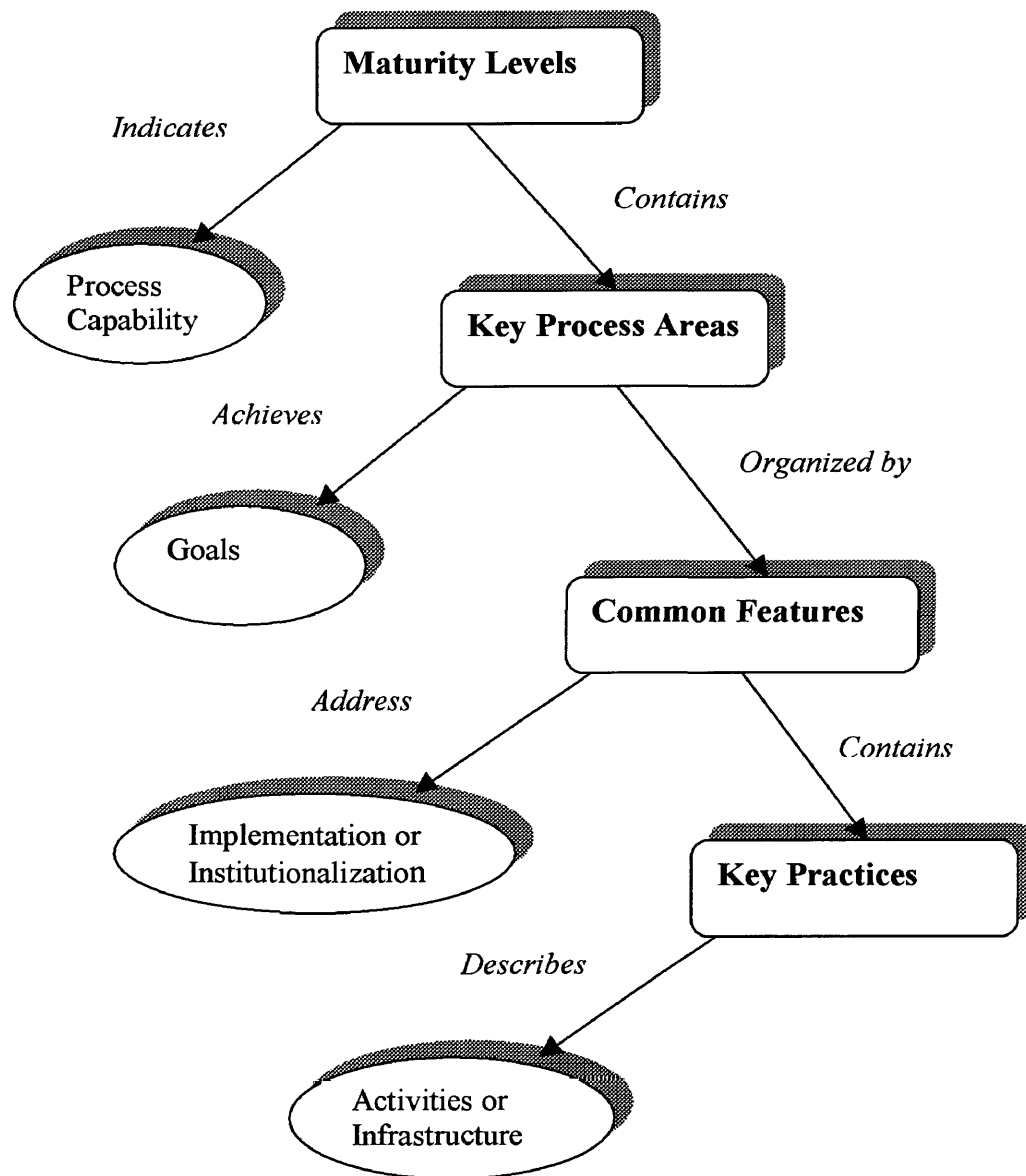 Maturity Levels
Indicates
Contains
Process
Capability
Key Process Areas
Achieves
Organized by
Goals
Common Features
Address
Contains
Implementation or
Institutionalization
Key Practices
Describes
Activities or
Infrastructure